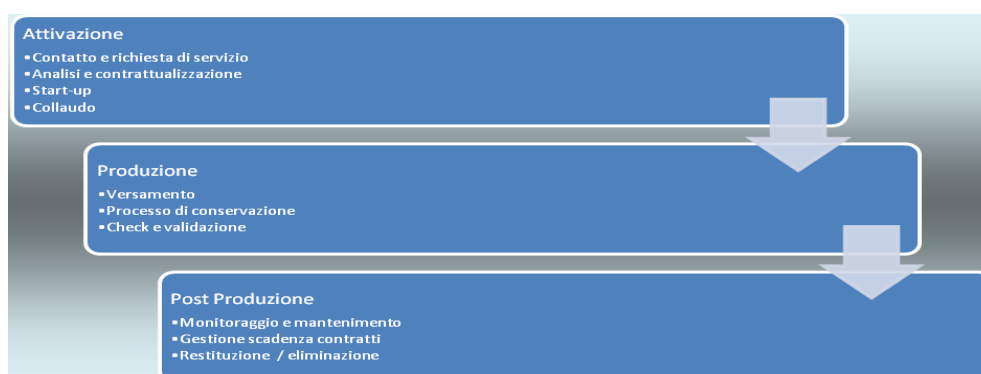 Attivazione
•Contatto e richiesta di servizio
•Analisi e contrattualizzazione
•Start-up
•Collaudo
Produzione
•Versamento
•Processo di conservazione
•Check e validazione
Post Produzione
•Monitoraggio e mantenimento
•Gestione scadenza contratti
•Restituzione / eliminazione